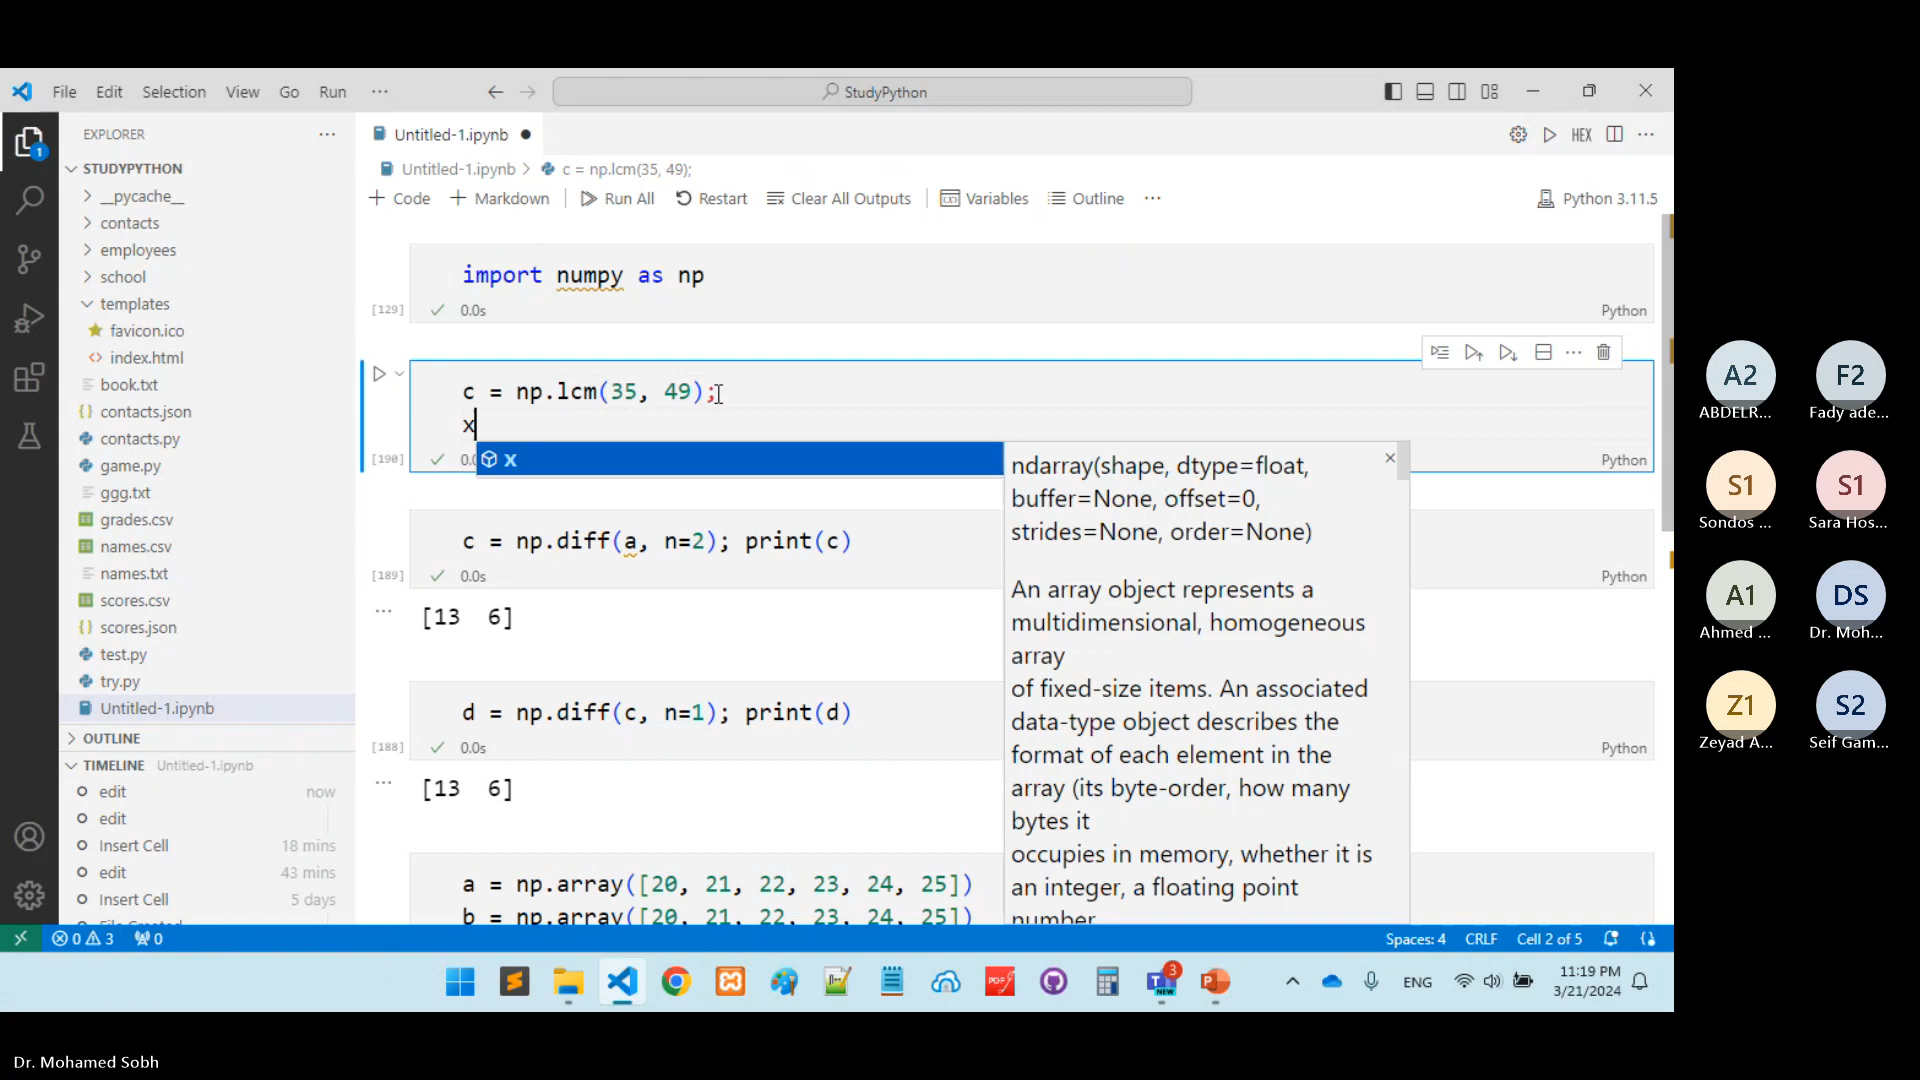 File Edit Selection View Go Run ···
StudyPython
EXPLORER
···
STUDYPYTHON
__pycache__
contacts
employees
school
templates
favicon.ico
index.html
book.txt
contacts.json
contacts.py
game.py
ggg.txt
grades.csv
names.csv
names.txt
scores.csv
scores.json
test.py
try.py
Untitled-1.ipynb
OUTLINE
TIMELINE Untitled-1.ipynb
edit now
edit
Insert Cell 18 mins
edit 43 mins
Insert Cell 5 days
Untitled-1.ipynb
HEX
Untitled-1.ipynb > c = np.lcm(35, 49);
+ Code + Markdown Run All Restart Clear All Outputs Variables Outline ···
Python 3.11.5
import numpy as np
[129] 0.0s Python
c = np.lcm(35, 49);
x
[190] Python
x
ndarray(shape, dtype=float,
buffer=None, offset=0,
strides=None, order=None)
An array object represents a
multidimensional, homogeneous
array
of fixed-size items. An associated
data-type object describes the
format of each element in the
array (its byte-order, how many
bytes it
occupies in memory, whether it is
an integer, a floating point
number
c = np.diff(a, n=2); print(c)
[189] 0.0s Python
[13 6]
d = np.diff(c, n=1); print(d)
[188] 0.0s Python
[13 6]
a = np.array([20, 21, 22, 23, 24, 25])
b = np.array([20, 21, 22, 23, 24, 25])
0 3 0
Spaces: 4 CRLF Cell 2 of 5
ENG
11:19 PM
3/21/2024
A2
ABDELR...
F2
Fady ade...
S1
Sondos ...
S1
Sara Hos...
A1
Ahmed ...
DS
Dr. Moh...
Z1
Zeyad A...
S2
Seif Gam...
Dr. Mohamed Sobh